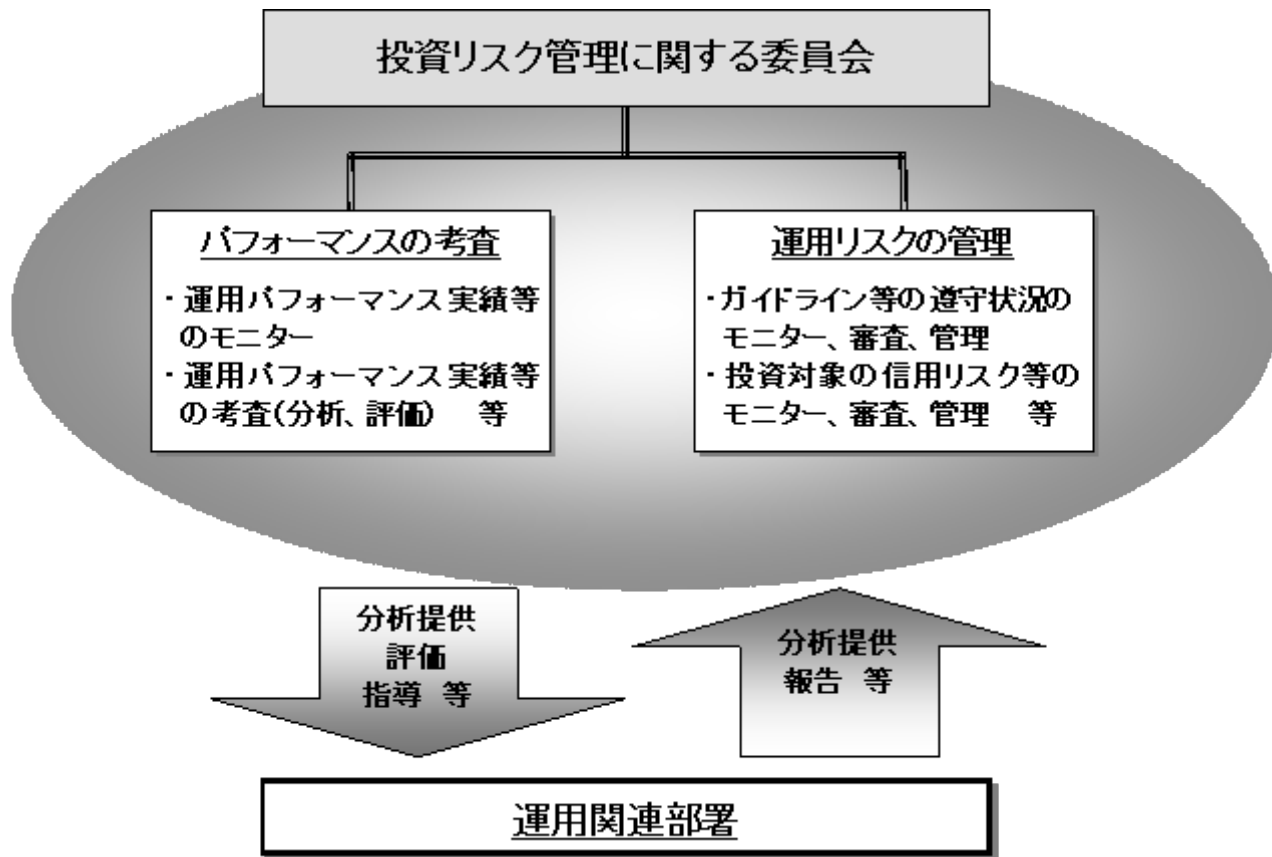 投資リスク管理に関する委員会
パフォーマンスの考査
・運用パフォーマンス実績等
のモニター
・運用パフォーマンス実績等
の考査(分析、評価) 等
運用リスクの管理
・ガイドライン等の遵守状況の
モニター、審査、管理
・投資対象の信用リスク等の
モニター、審査、管理 等
分析提供
評価
指導 等
分析提供
報告 等
運用関連部署